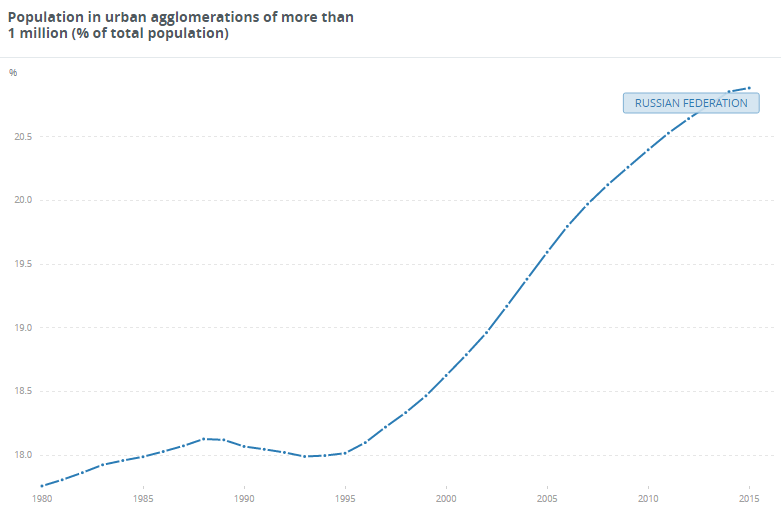 Population in urban agglomerations of more than
1 million (% of total population)
%
RUSSIAN FEDERATION
20.5
20.0
19.5
19.0
18.5
18.0
1980 1985 1990 1995 2000 2005 2010 2015